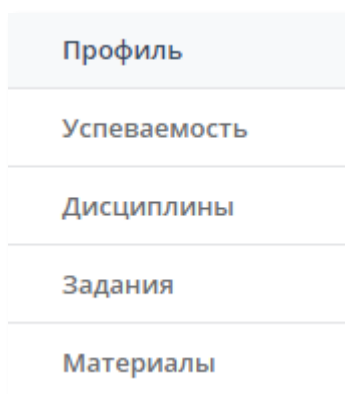 Профиль
Успеваемость
Дисциплины
Задания
Материалы